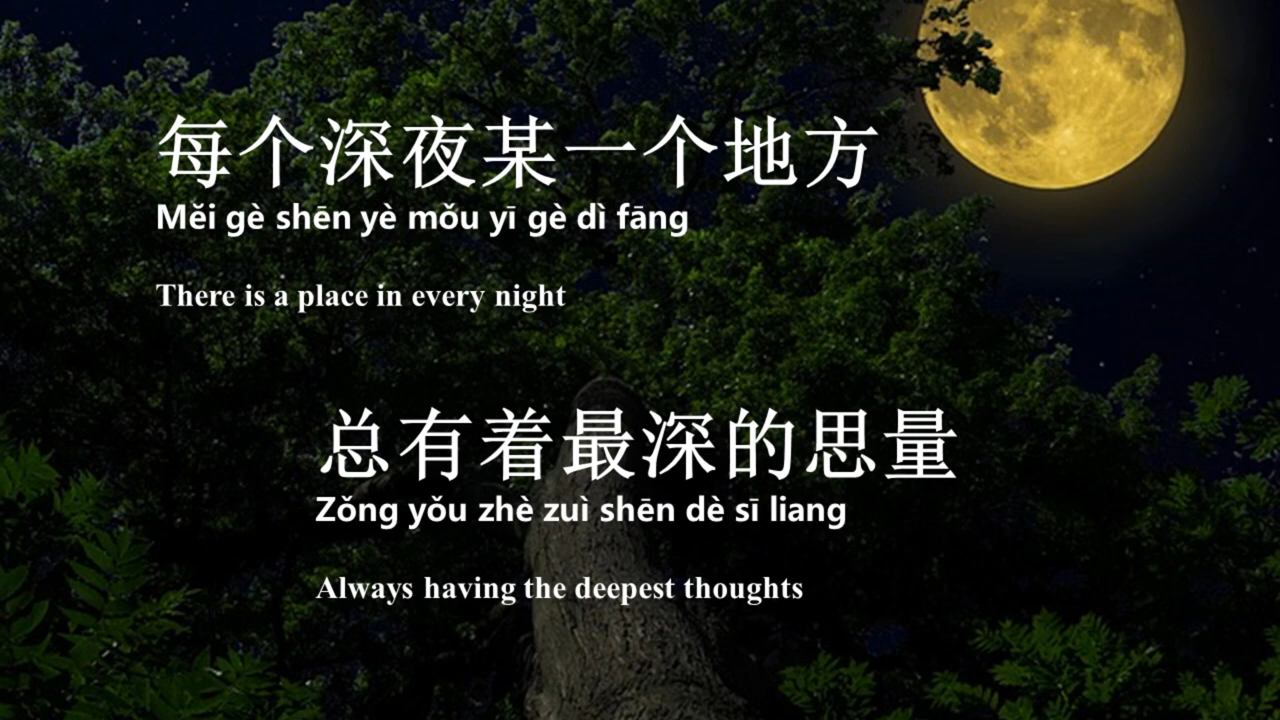 每个深夜某一个地方
Měi gè shēn yè mǒu yī gè dì fāng
There is a place in every night
总有着最深的思量
Zǒng yǒu zhè zuì shēn dè sī liang
Always having the deepest thoughts